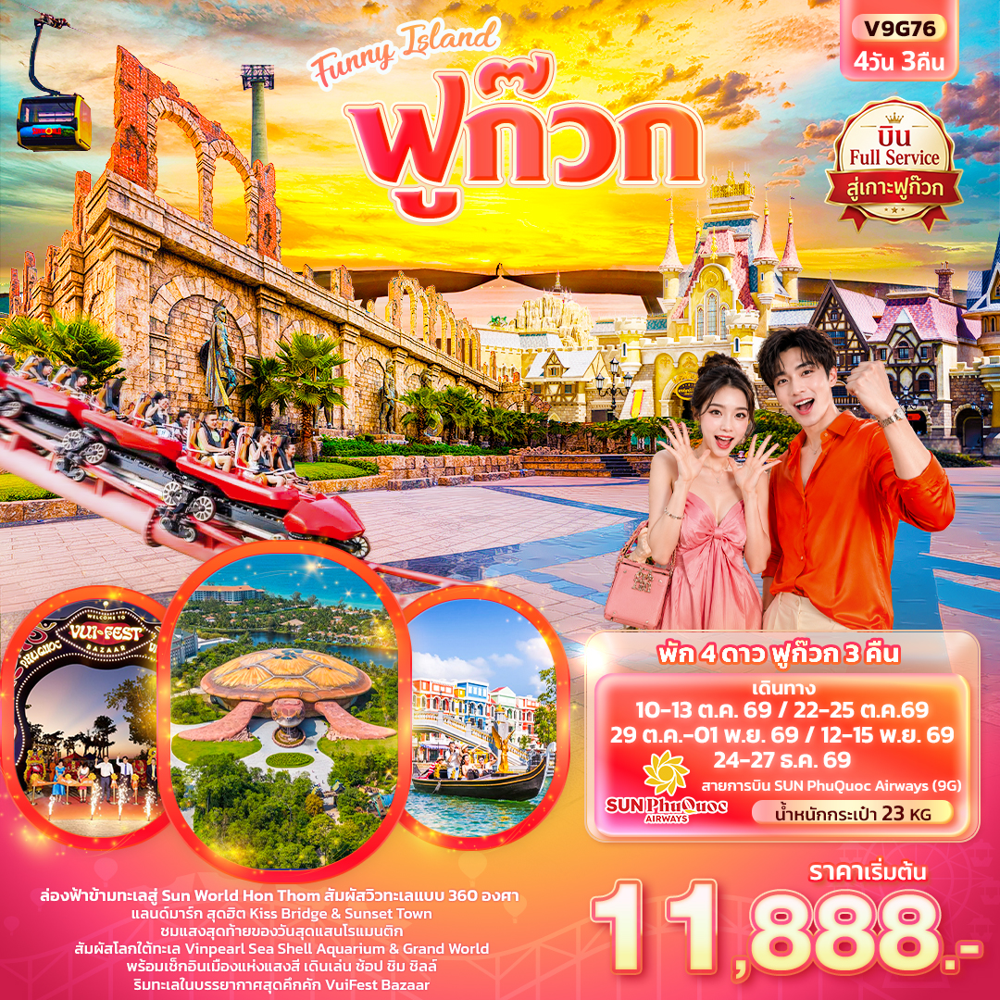 V9G76
4วัน 3คืน
Funny Island
ฟูก๊วก
บิน
Full Service
สู่เกาะฟูก๊วก
WELCOME TO
VUI-FEST
BAZAAR
PHUQUOC
พัก 4 ดาว ฟูก๊วก 3 คืน
เดินทาง
10-13 ต.ค. 69 / 22-25 ต.ค.69
29 ต.ค.-01 พ.ย. 69 / 12-15 พ.ย. 69
24-27 ธ.ค. 69
สายการบิน SUN PhuQuoc Airways (9G)
SUN PhuQuoc
AIRWAYS
น้ำหนักกระเป๋า 23 KG
ล่องฟ้าข้ามทะเลสู่ Sun World Hon Thom สัมผัสวิวทะเลแบบ 360 องศา
แลนด์มาร์ก สุดฮิต Kiss Bridge & Sunset Town
ชมแสงสุดท้ายของวันสุดแสนโรแมนติก
สัมผัสโลกใต้ทะเล Vinpearl Sea Shell Aquarium & Grand World
พร้อมเช็กอินเมืองแห่งแสงสี เดินเล่น ช้อป ชิม ชิลล์
ริมทะเลในบรรยากาศสุดคึกคัก VuiFest Bazaar
ราคาเริ่มต้น
11,888.-